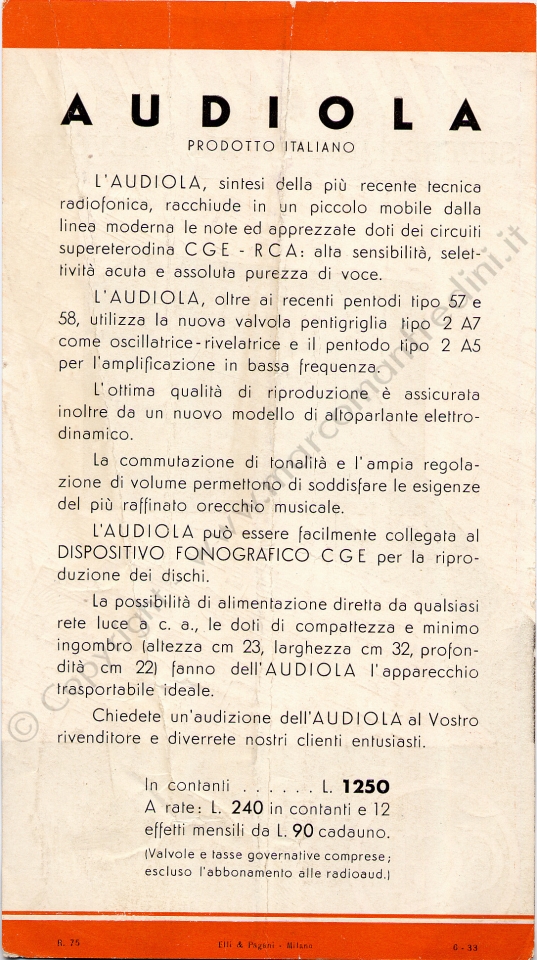 AUDIOLA
PRODOTTO ITALIANO
L'AUDIOLA, sintesi della più recente tecnica
radiofonica, racchiude in un piccolo mobile dalla
linea moderna le note ed apprezzate doti dei circuiti
supereterodina CGE - RCA: alta sensibilità, selet-
tività acuta e assoluta purezza di voce.
L'AUDIOLA, oltre ai recenti pentodi tipo 57 e
58, utilizza la nuova valvola pentigriglia tipo 2 A7
come oscillatrice-rivelatrice e il pentodo tipo 2 A5
per l'amplificazione in bassa frequenza.
L'ottima qualità di riproduzione è assicurata
inoltre da un nuovo modello di altoparlante elettro-
dinamico.
La commutazione di tonalità e l'ampia regola-
zione di volume permettono di soddisfare le esigenze
del più raffinato orecchio musicale.
L'AUDIOLA può essere facilmente collegata al
DISPOSITIVO FONOGRAFICO CGE per la ripro-
duzione dei dischi.
La possibilità di alimentazione diretta da qualsiasi
rete luce a c. a., le doti di compattezza e minimo
ingombro (altezza cm 23, larghezza cm 32, profon-
dità cm 22) fanno dell'AUDIOLA l'apparecchio
trasportabile ideale.
Chiedete un'audizione dell'AUDIOLA al Vostro
rivenditore e diverrete nostri clienti entusiasti.
In contanti . . . . . . L. 1250
A rate: L. 240 in contanti e 12
effetti mensili da L. 90 cadauno.
(Valvole e tasse governative comprese;
escluso l'abbonamento alle radioaud.)
R. 75 Elli & Pagani - Milano 6 - 33
© Copyright www.marcomanfredini.it